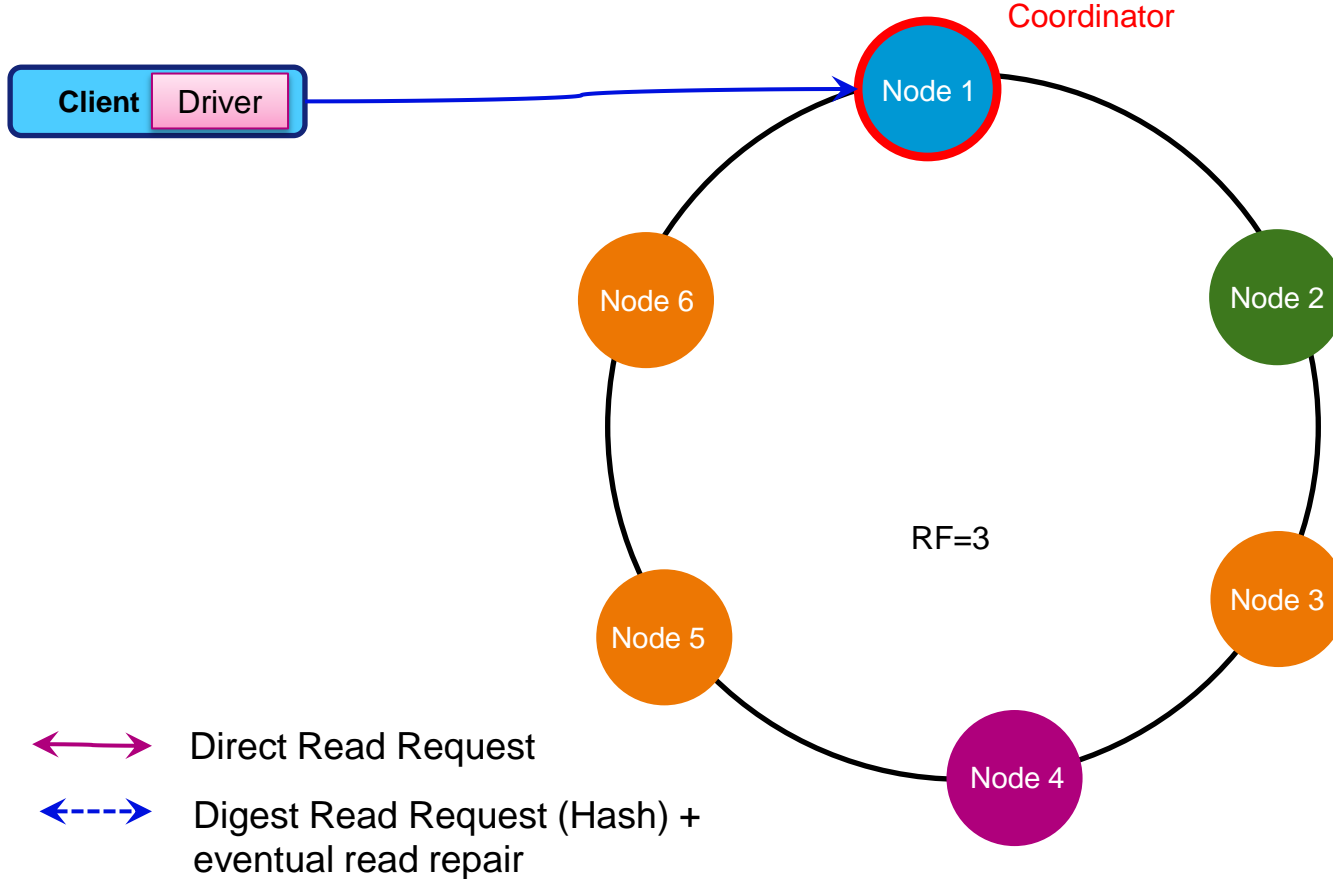 Coordinator
Client
Driver
Node 1
Node 6
Node 2
RF=3
Node 3
Node 5
Node 4
Direct Read Request
Digest Read Request (Hash) +
eventual read repair